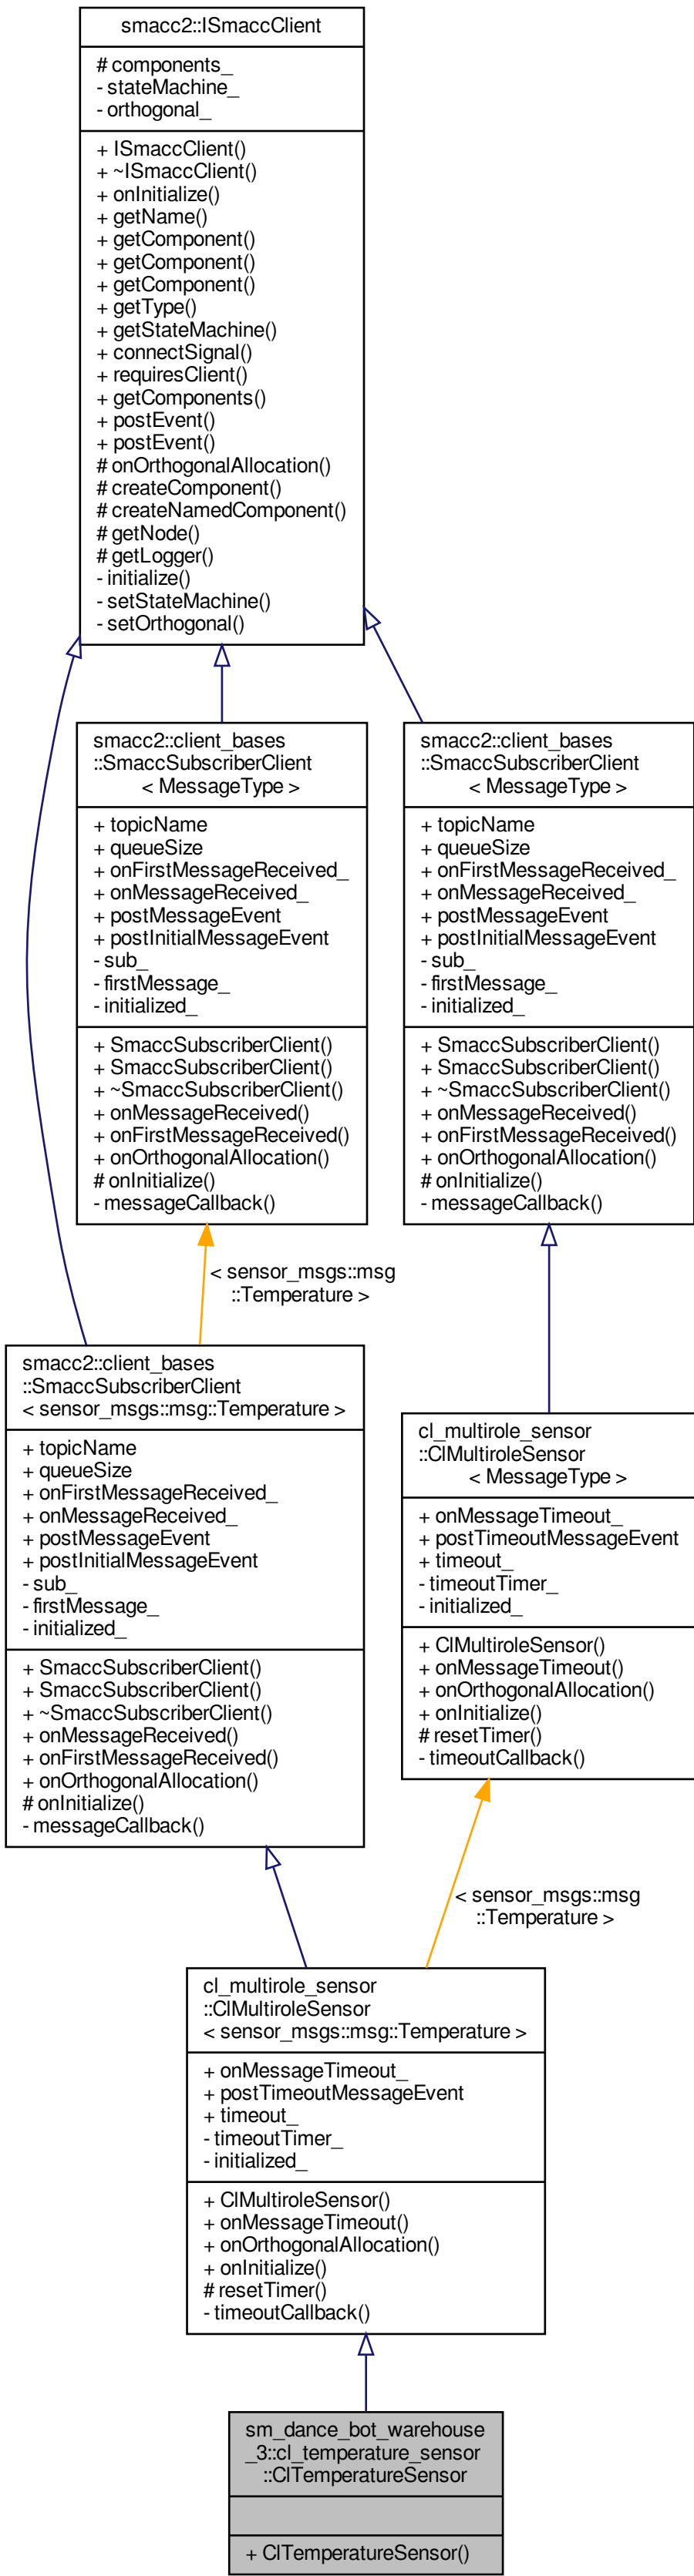 smacc2::ISmaccClient
# components_
- stateMachine_
- orthogonal_
+ ISmaccClient()
+ ~ISmaccClient()
+ onInitialize()
+ getName()
+ getComponent()
+ getComponent()
+ getComponent()
+ getType()
+ getStateMachine()
+ connectSignal()
+ requiresClient()
+ getComponents()
+ postEvent()
+ postEvent()
# onOrthogonalAllocation()
# createComponent()
# createNamedComponent()
# getNode()
# getLogger()
- initialize()
- setStateMachine()
- setOrthogonal()
smacc2::client_bases
::SmaccSubscriberClient
< MessageType >
+ topicName
+ queueSize
+ onFirstMessageReceived_
+ onMessageReceived_
+ postMessageEvent
+ postInitialMessageEvent
- sub_
- firstMessage_
- initialized_
+ SmaccSubscriberClient()
+ SmaccSubscriberClient()
+ ~SmaccSubscriberClient()
+ onMessageReceived()
+ onFirstMessageReceived()
+ onOrthogonalAllocation()
# onInitialize()
- messageCallback()
smacc2::client_bases
::SmaccSubscriberClient
< MessageType >
+ topicName
+ queueSize
+ onFirstMessageReceived_
+ onMessageReceived_
+ postMessageEvent
+ postInitialMessageEvent
- sub_
- firstMessage_
- initialized_
+ SmaccSubscriberClient()
+ SmaccSubscriberClient()
+ ~SmaccSubscriberClient()
+ onMessageReceived()
+ onFirstMessageReceived()
+ onOrthogonalAllocation()
# onInitialize()
- messageCallback()
< sensor_msgs::msg
::Temperature >
smacc2::client_bases
::SmaccSubscriberClient
< sensor_msgs::msg::Temperature >
+ topicName
+ queueSize
+ onFirstMessageReceived_
+ onMessageReceived_
+ postMessageEvent
+ postInitialMessageEvent
- sub_
- firstMessage_
- initialized_
+ SmaccSubscriberClient()
+ SmaccSubscriberClient()
+ ~SmaccSubscriberClient()
+ onMessageReceived()
+ onFirstMessageReceived()
+ onOrthogonalAllocation()
# onInitialize()
- messageCallback()
cl_multirole_sensor
::ClMultiroleSensor
< MessageType >
+ onMessageTimeout_
+ postTimeoutMessageEvent
+ timeout_
- timeoutTimer_
- initialized_
+ ClMultiroleSensor()
+ onMessageTimeout()
+ onOrthogonalAllocation()
+ onInitialize()
# resetTimer()
- timeoutCallback()
< sensor_msgs::msg
::Temperature >
cl_multirole_sensor
::ClMultiroleSensor
< sensor_msgs::msg::Temperature >
+ onMessageTimeout_
+ postTimeoutMessageEvent
+ timeout_
- timeoutTimer_
- initialized_
+ ClMultiroleSensor()
+ onMessageTimeout()
+ onOrthogonalAllocation()
+ onInitialize()
# resetTimer()
- timeoutCallback()
sm_dance_bot_warehouse
_3::cl_temperature_sensor
::ClTemperatureSensor
+ ClTemperatureSensor()